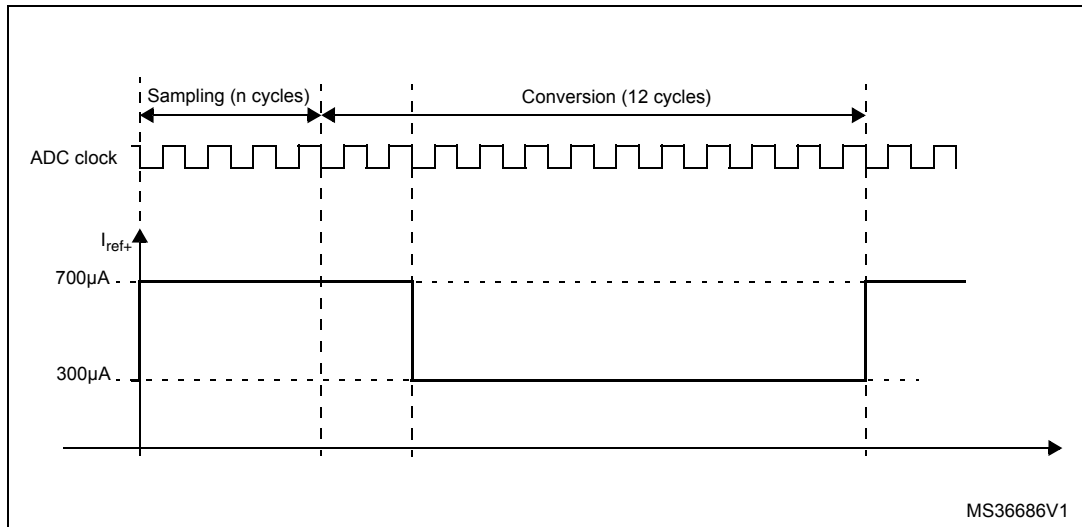 Sampling (n cycles)
Conversion (12 cycles)
ADC clock
Iref+
700µA
300µA
MS36686V1